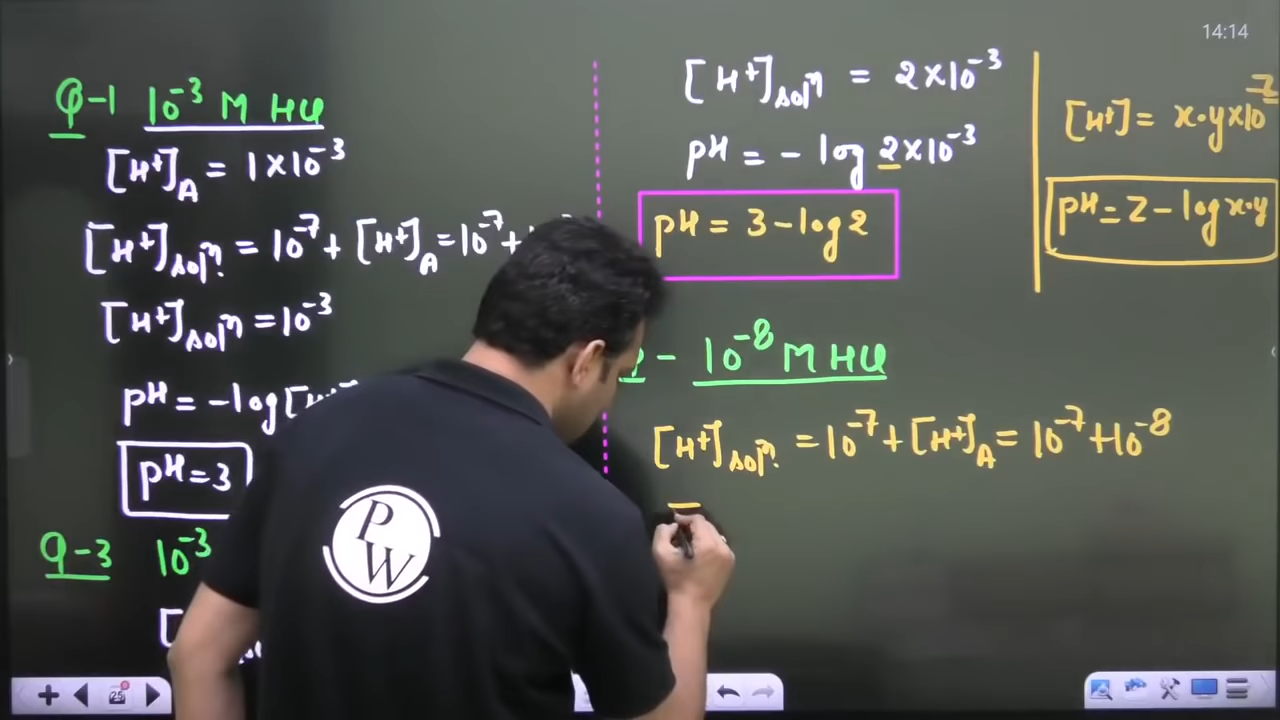 14:14
Q-1 10⁻³ M HCl
[H⁺]A = 1×10⁻³
[H⁺]solⁿ. = 10⁻⁷ + [H⁺]A = 10⁻⁷ +
[H⁺]solⁿ = 10⁻³
pH = -log[H⁺
pH = 3
Q-3 10⁻³
[
[H⁺]solⁿ = 2×10⁻³
pH = - log 2×10⁻³
pH = 3 - log 2
- 10⁻⁸ M HCl
[H⁺]solⁿ. = 10⁻⁷ + [H⁺]A = 10⁻⁷ + 10⁻⁸
[H⁺] = x.y×10⁻ᶻ
pH = Z - log x.y
PW
25